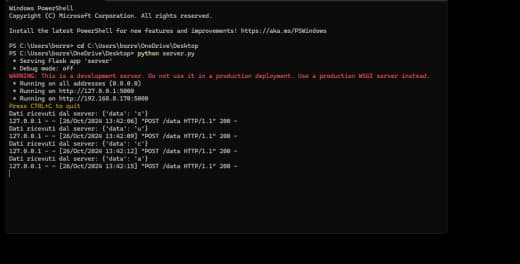 Windows PowerShell
Copyright (C) Microsoft Corporation. All rights reserved.
Install the latest PowerShell for new features and improvements! https://aka.ms/PSWindows
PS C:\Users\borre> cd C:\Users\borre\OneDrive\Desktop
PS C:\Users\borre\OneDrive\Desktop> python server.py
* Serving Flask app 'server'
* Debug mode: off
WARNING: This is a development server. Do not use it in a production deployment. Use a production WSGI server instead.
* Running on all addresses (0.0.0.0)
* Running on http://127.0.0.1:5000
* Running on http://192.168.8.170:5000
Press CTRL+C to quit
Dati ricevuti dal server: {'data': 's'}
127.0.0.1 - - [26/Oct/2024 13:42:06] "POST /data HTTP/1.1" 200 -
Dati ricevuti dal server: {'data': 'u'}
127.0.0.1 - - [26/Oct/2024 13:42:09] "POST /data HTTP/1.1" 200 -
Dati ricevuti dal server: {'data': 'c'}
127.0.0.1 - - [26/Oct/2024 13:42:12] "POST /data HTTP/1.1" 200 -
Dati ricevuti dal server: {'data': 'a'}
127.0.0.1 - - [26/Oct/2024 13:42:15] "POST /data HTTP/1.1" 200 -